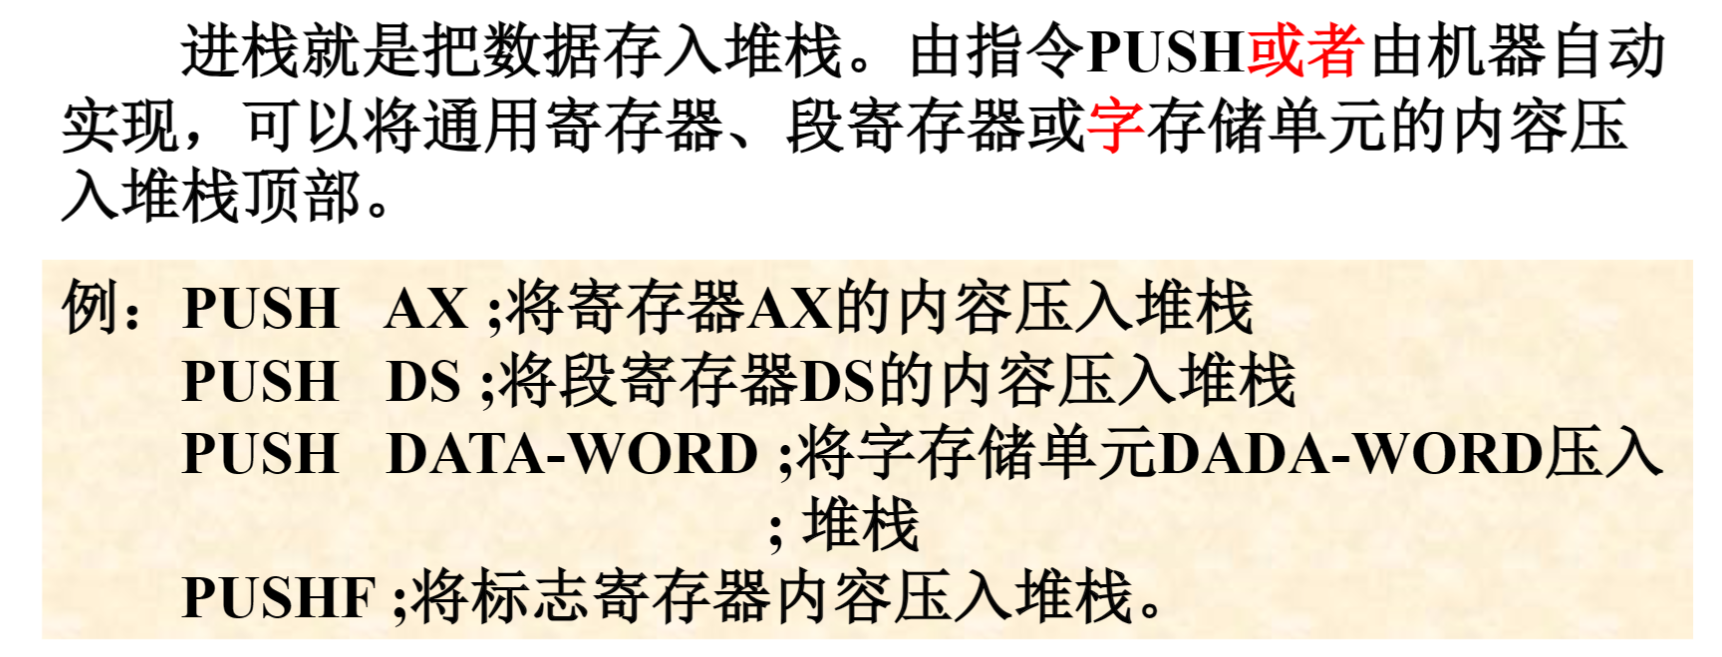 进栈就是把数据存入堆栈。由指令PUSH或者由机器自动
实现，可以将通用寄存器、段寄存器或字存储单元的内容压
入堆栈顶部。
例：PUSH AX ;将寄存器AX的内容压入堆栈
PUSH DS ;将段寄存器DS的内容压入堆栈
PUSH DATA-WORD ;将字存储单元DADA-WORD压入
; 堆栈
PUSHF ;将标志寄存器内容压入堆栈。